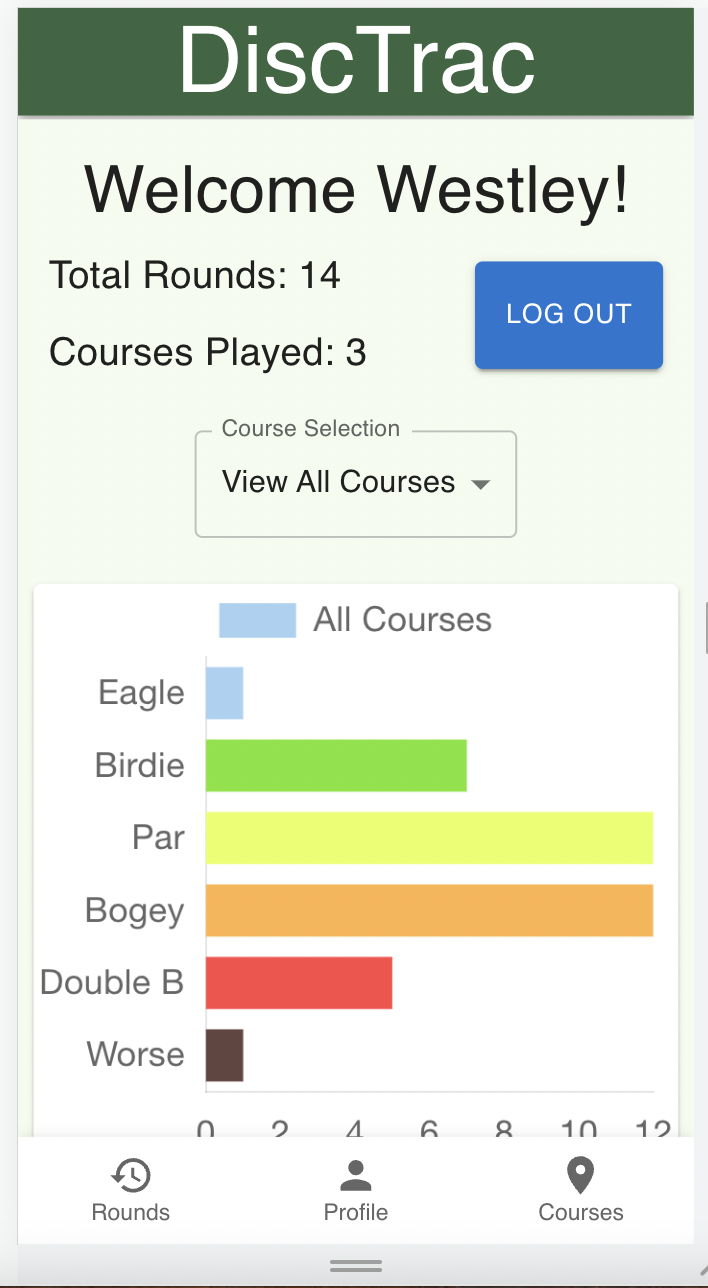 DiscTrac
Welcome Westley!
Total Rounds: 14
LOG OUT
Courses Played: 3
Course Selection
View All Courses
All Courses
Eagle
Birdie
Par
Bogey
Double B
Worse
0 2 4 6 8 10 12
Rounds Profile Courses